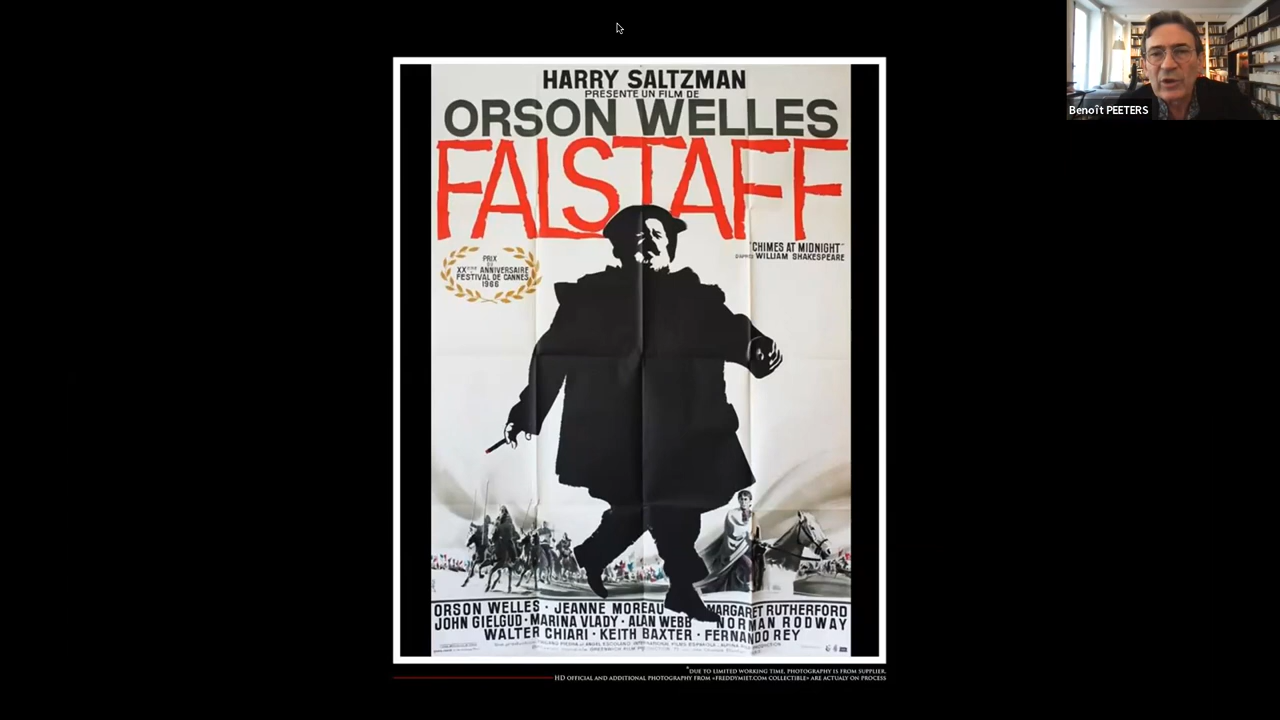 Benoît PEETERS
HARRY SALTZMAN
PRÉSENTE UN FILM DE
ORSON WELLES
FALSTAFF
"CHIMES AT MIDNIGHT"
D'APRÈS WILLIAM SHAKESPEARE
PRIX
DU
XXÈME ANNIVERSAIRE
FESTIVAL DE CANNES
1966
ORSON WELLES · JEANNE MOREAU MARGARET RUTHERFORD
JOHN GIELGUD · MARINA VLADY · ALAN WEBB NORMAN RODWAY
WALTER CHIARI · KEITH BAXTER · FERNANDO REY
*DUE TO LIMITED WORKING TIME, PHOTOGRAPHY IS FROM SUPPLIER.
HD OFFICIAL AND ADDITIONAL PHOTOGRAPHY FROM «FREDDYMIET.COM COLLECTIBLE» ARE ACTUALY ON PROCESS